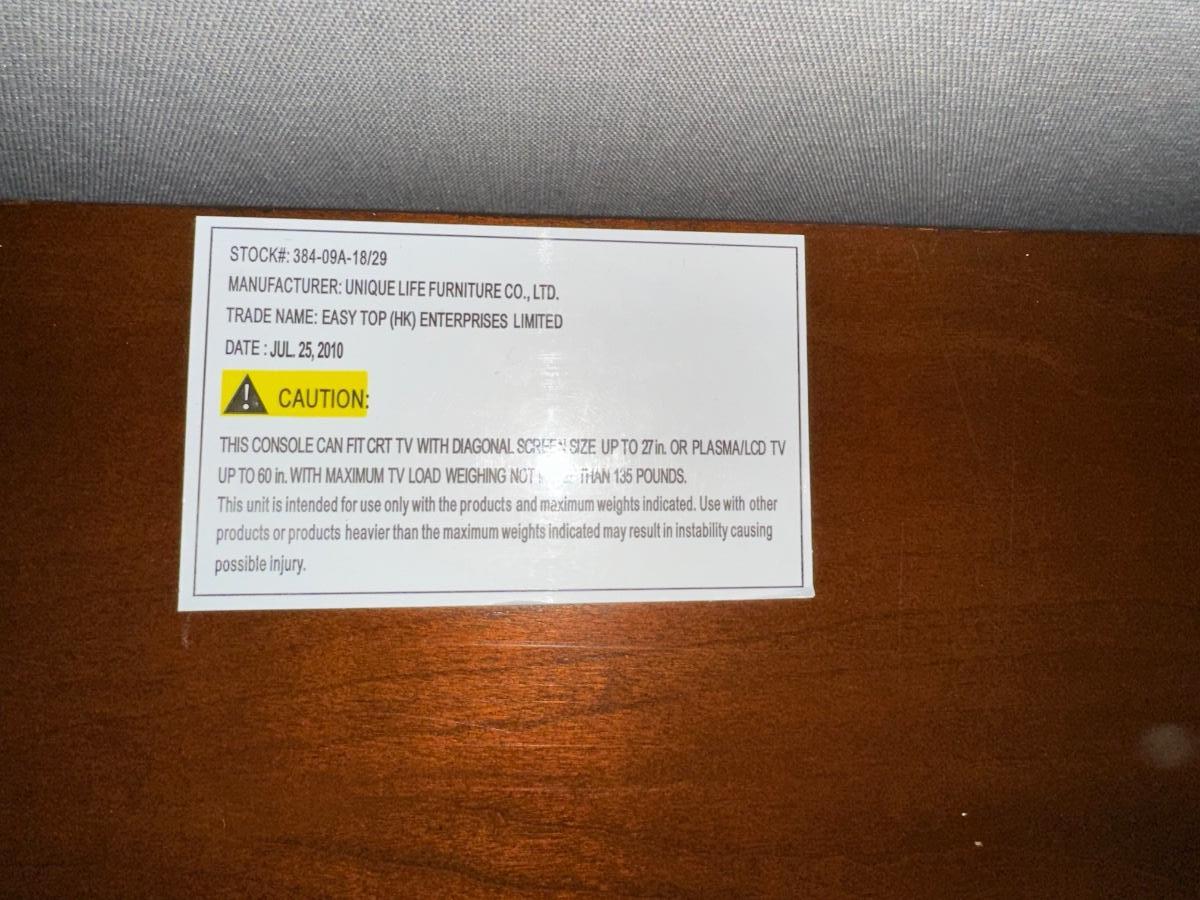 STOCK#: 384-09A-18/29
MANUFACTURER: UNIQUE LIFE FURNITURE CO., LTD.
TRADE NAME: EASY TOP (HK) ENTERPRISES LIMITED
DATE : JUL. 25, 2010
CAUTION:
THIS CONSOLE CAN FIT CRT TV WITH DIAGONAL SCREEN SIZE UP TO 27 in. OR PLASMA/LCD TV
UP TO 60 in. WITH MAXIMUM TV LOAD WEIGHING NOT THAN 135 POUNDS.
This unit is intended for use only with the products and maximum weights indicated. Use with other
products or products heavier than the maximum weights indicated may result in instability causing
possible injury.